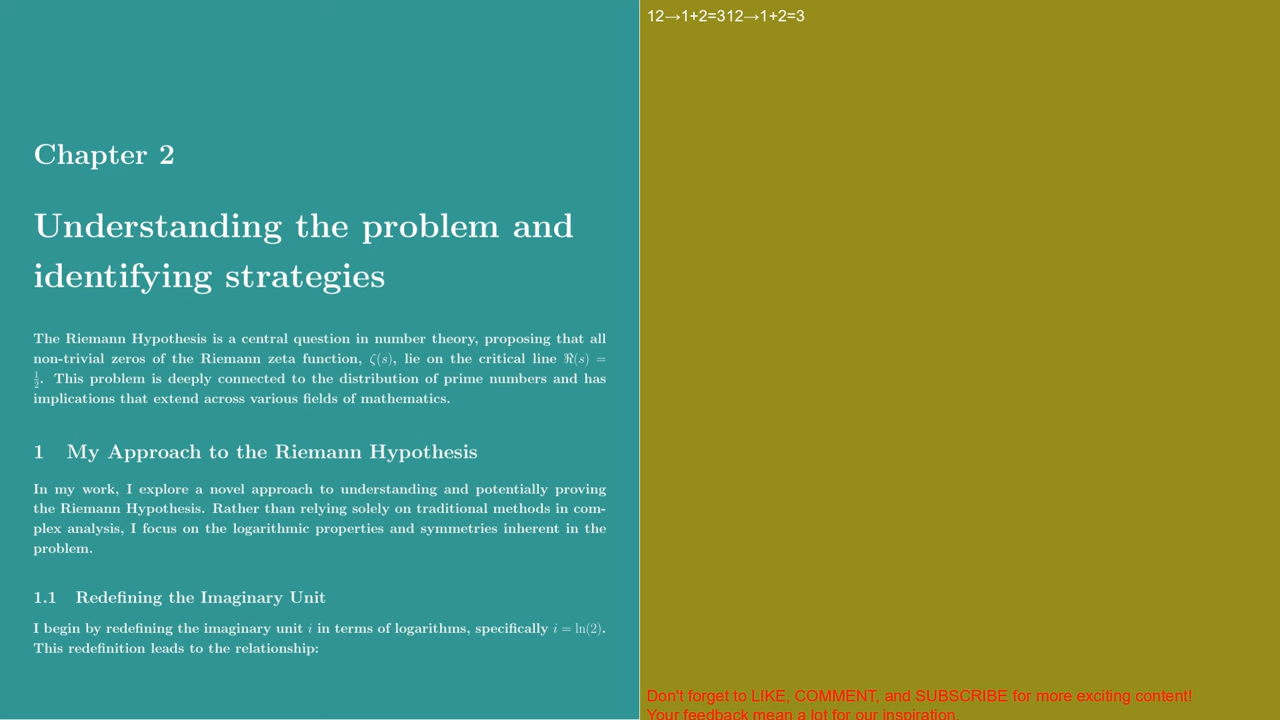 Chapter 2
Understanding the problem and
identifying strategies
The Riemann Hypothesis is a central question in number theory, proposing that all
non-trivial zeros of the Riemann zeta function, ζ(s), lie on the critical line ℜ(s) =
1/2. This problem is deeply connected to the distribution of prime numbers and has
implications that extend across various fields of mathematics.
1 My Approach to the Riemann Hypothesis
In my work, I explore a novel approach to understanding and potentially proving
the Riemann Hypothesis. Rather than relying solely on traditional methods in com-
plex analysis, I focus on the logarithmic properties and symmetries inherent in the
problem.
1.1 Redefining the Imaginary Unit
I begin by redefining the imaginary unit i in terms of logarithms, specifically i = ln(2).
This redefinition leads to the relationship:
12→1+2=312→1+2=3
Don't forget to LIKE, COMMENT, and SUBSCRIBE for more exciting content!
Your feedback mean a lot for our inspiration.